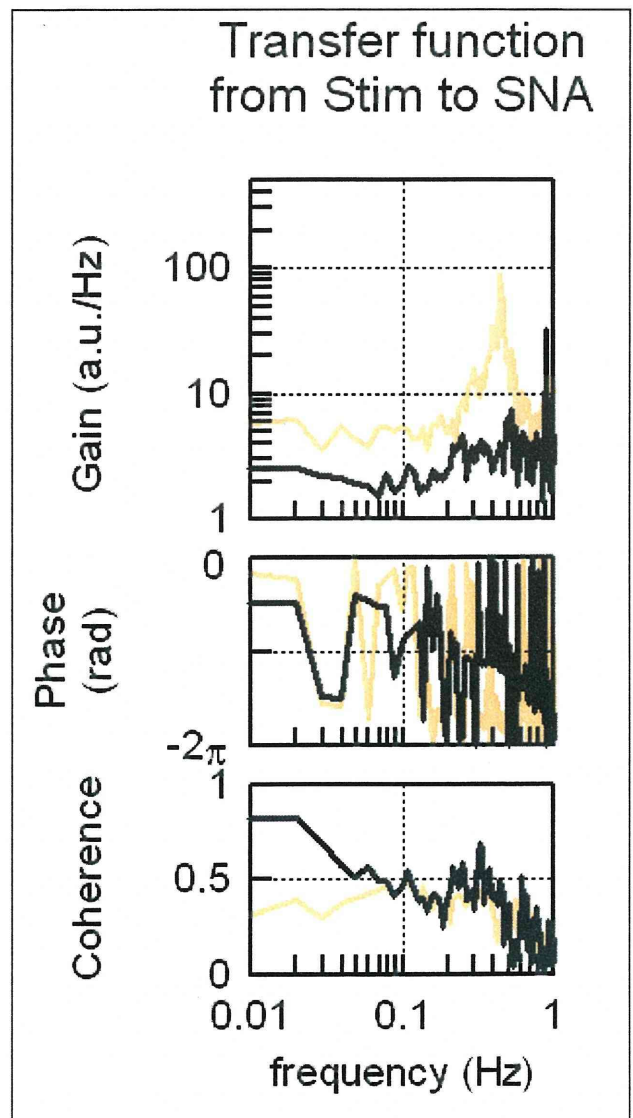 Transfer function
from Stim to SNA
Gain (a.u./Hz)
100
10
1
Phase
(rad)
0
-2π
Coherence
1
0.5
0
0.01 0.1 1
frequency (Hz)